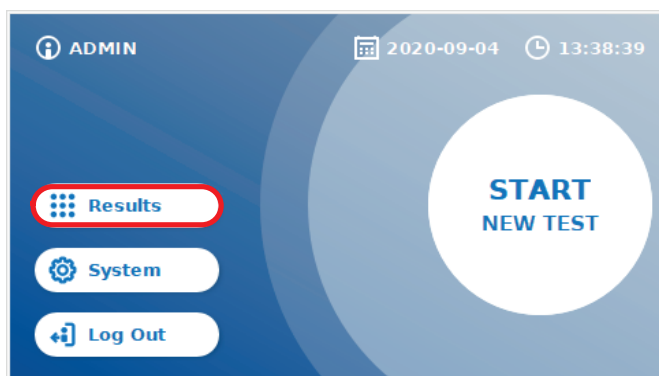 ADMIN 2020-09-04 13:38:39
START
NEW TEST
Results
System
Log Out